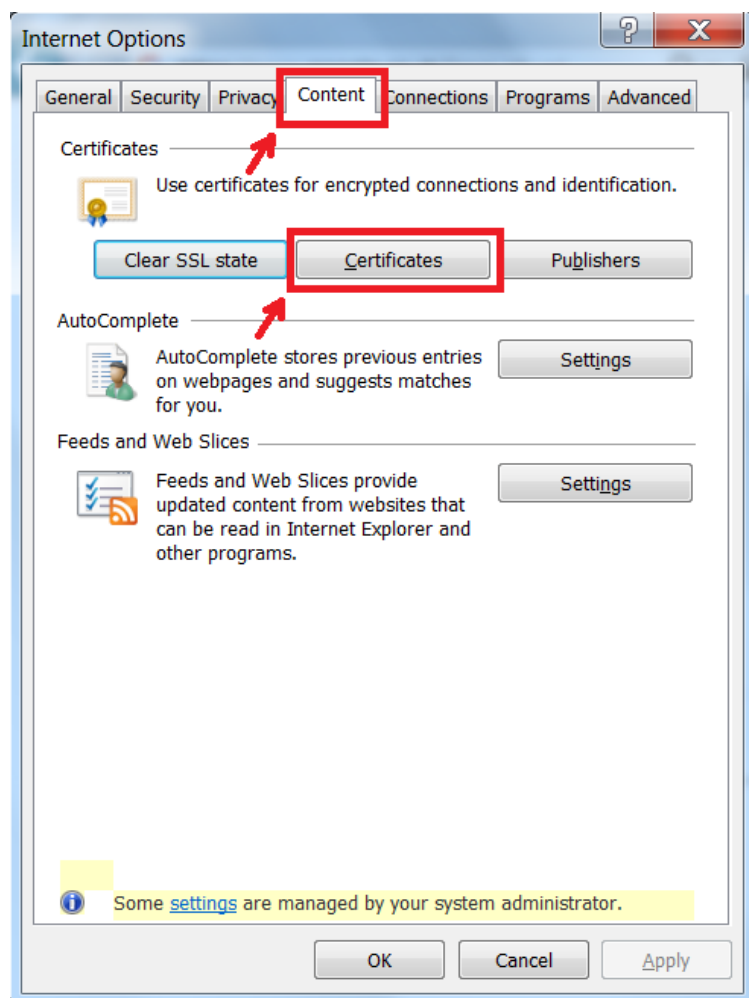 Internet Options
General Security Privacy Content Connections Programs Advanced
Certificates
Use certificates for encrypted connections and identification.
Clear SSL state Certificates Publishers
AutoComplete
AutoComplete stores previous entries
on webpages and suggests matches
for you.
Settings
Feeds and Web Slices
Feeds and Web Slices provide
updated content from websites that
can be read in Internet Explorer and
other programs.
Settings
Some settings are managed by your system administrator.
OK Cancel Apply